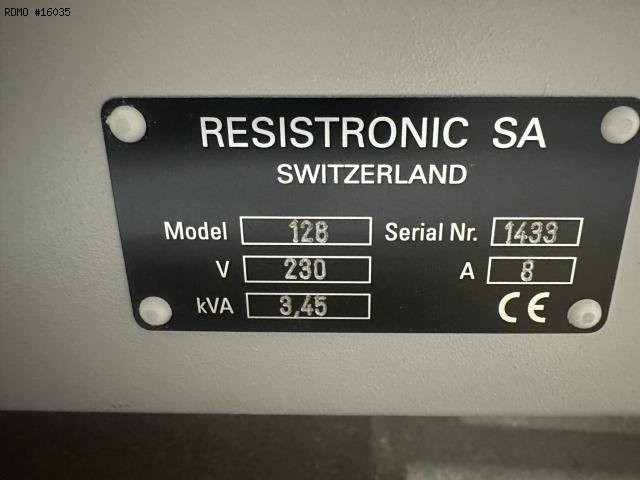 RDMO #16035
RESISTRONIC SA
SWITZERLAND
Model 128 Serial Nr. 1433
V 230 A 8
kVA 3,45 CE